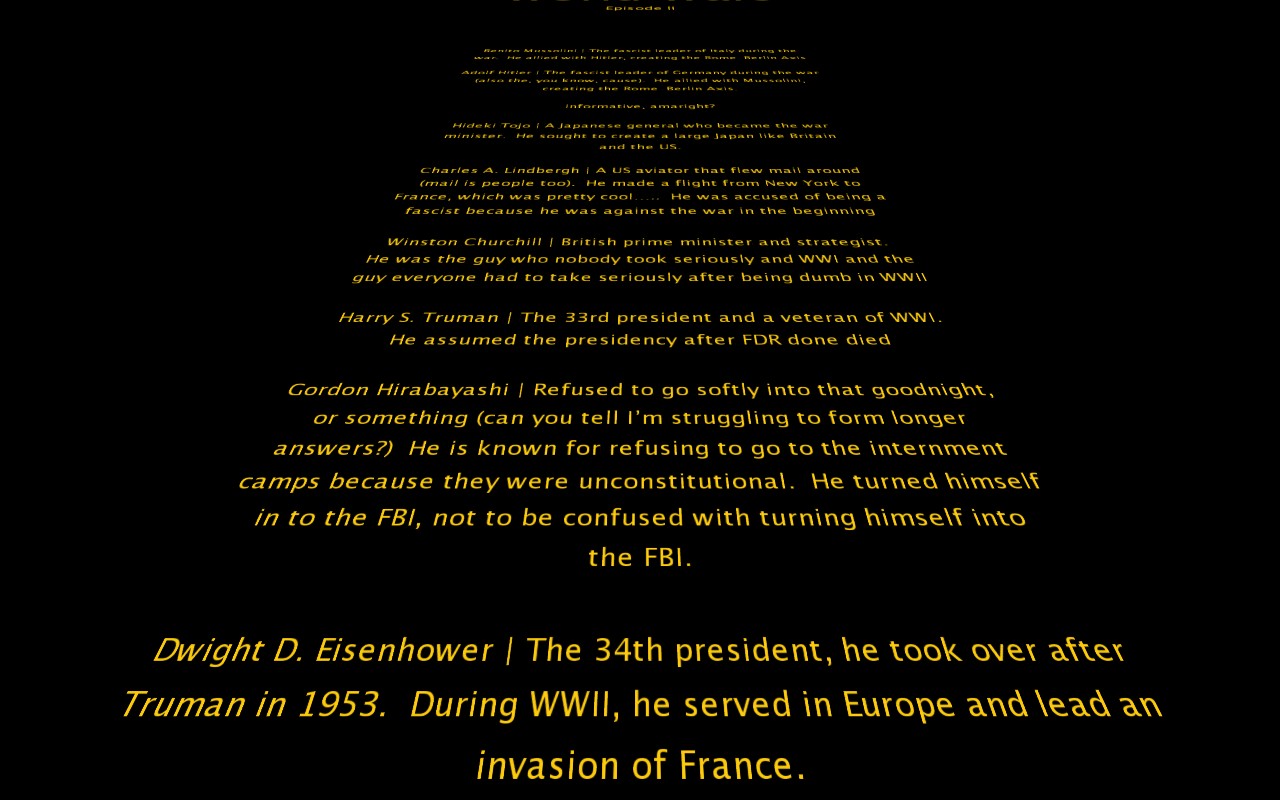 Episode II
Benito Mussolini | The fascist leader of Italy during the
war.  He allied with Hitler, creating the Rome Berlin Axis
Adolf Hitler | The fascist leader of Germany during the war
(also the, you know, cause).  He allied with Mussolini,
creating the Rome Berlin Axis
informative, amaright?
Hideki Tojo | A Japanese general who became the war
minister.  He sought to create a large Japan like Britain
and the US.
Charles A. Lindbergh | A US aviator that flew mail around
(mail is people too).  He made a flight from New York to
France, which was pretty cool.....  He was accused of being a
fascist because he was against the war in the beginning
Winston Churchill | British prime minister and strategist.
He was the guy who nobody took seriously and WWI and the
guy everyone had to take seriously after being dumb in WWII
Harry S. Truman | The 33rd president and a veteran of WWI.
He assumed the presidency after FDR done died
Gordon Hirabayashi | Refused to go softly into that goodnight,
or something (can you tell I’m struggling to form longer
answers?)  He is known for refusing to go to the internment
camps because they were unconstitutional.  He turned himself
in to the FBI, not to be confused with turning himself into
the FBI.
Dwight D. Eisenhower | The 34th president, he took over after
Truman in 1953.  During WWII, he served in Europe and lead an
invasion of France.